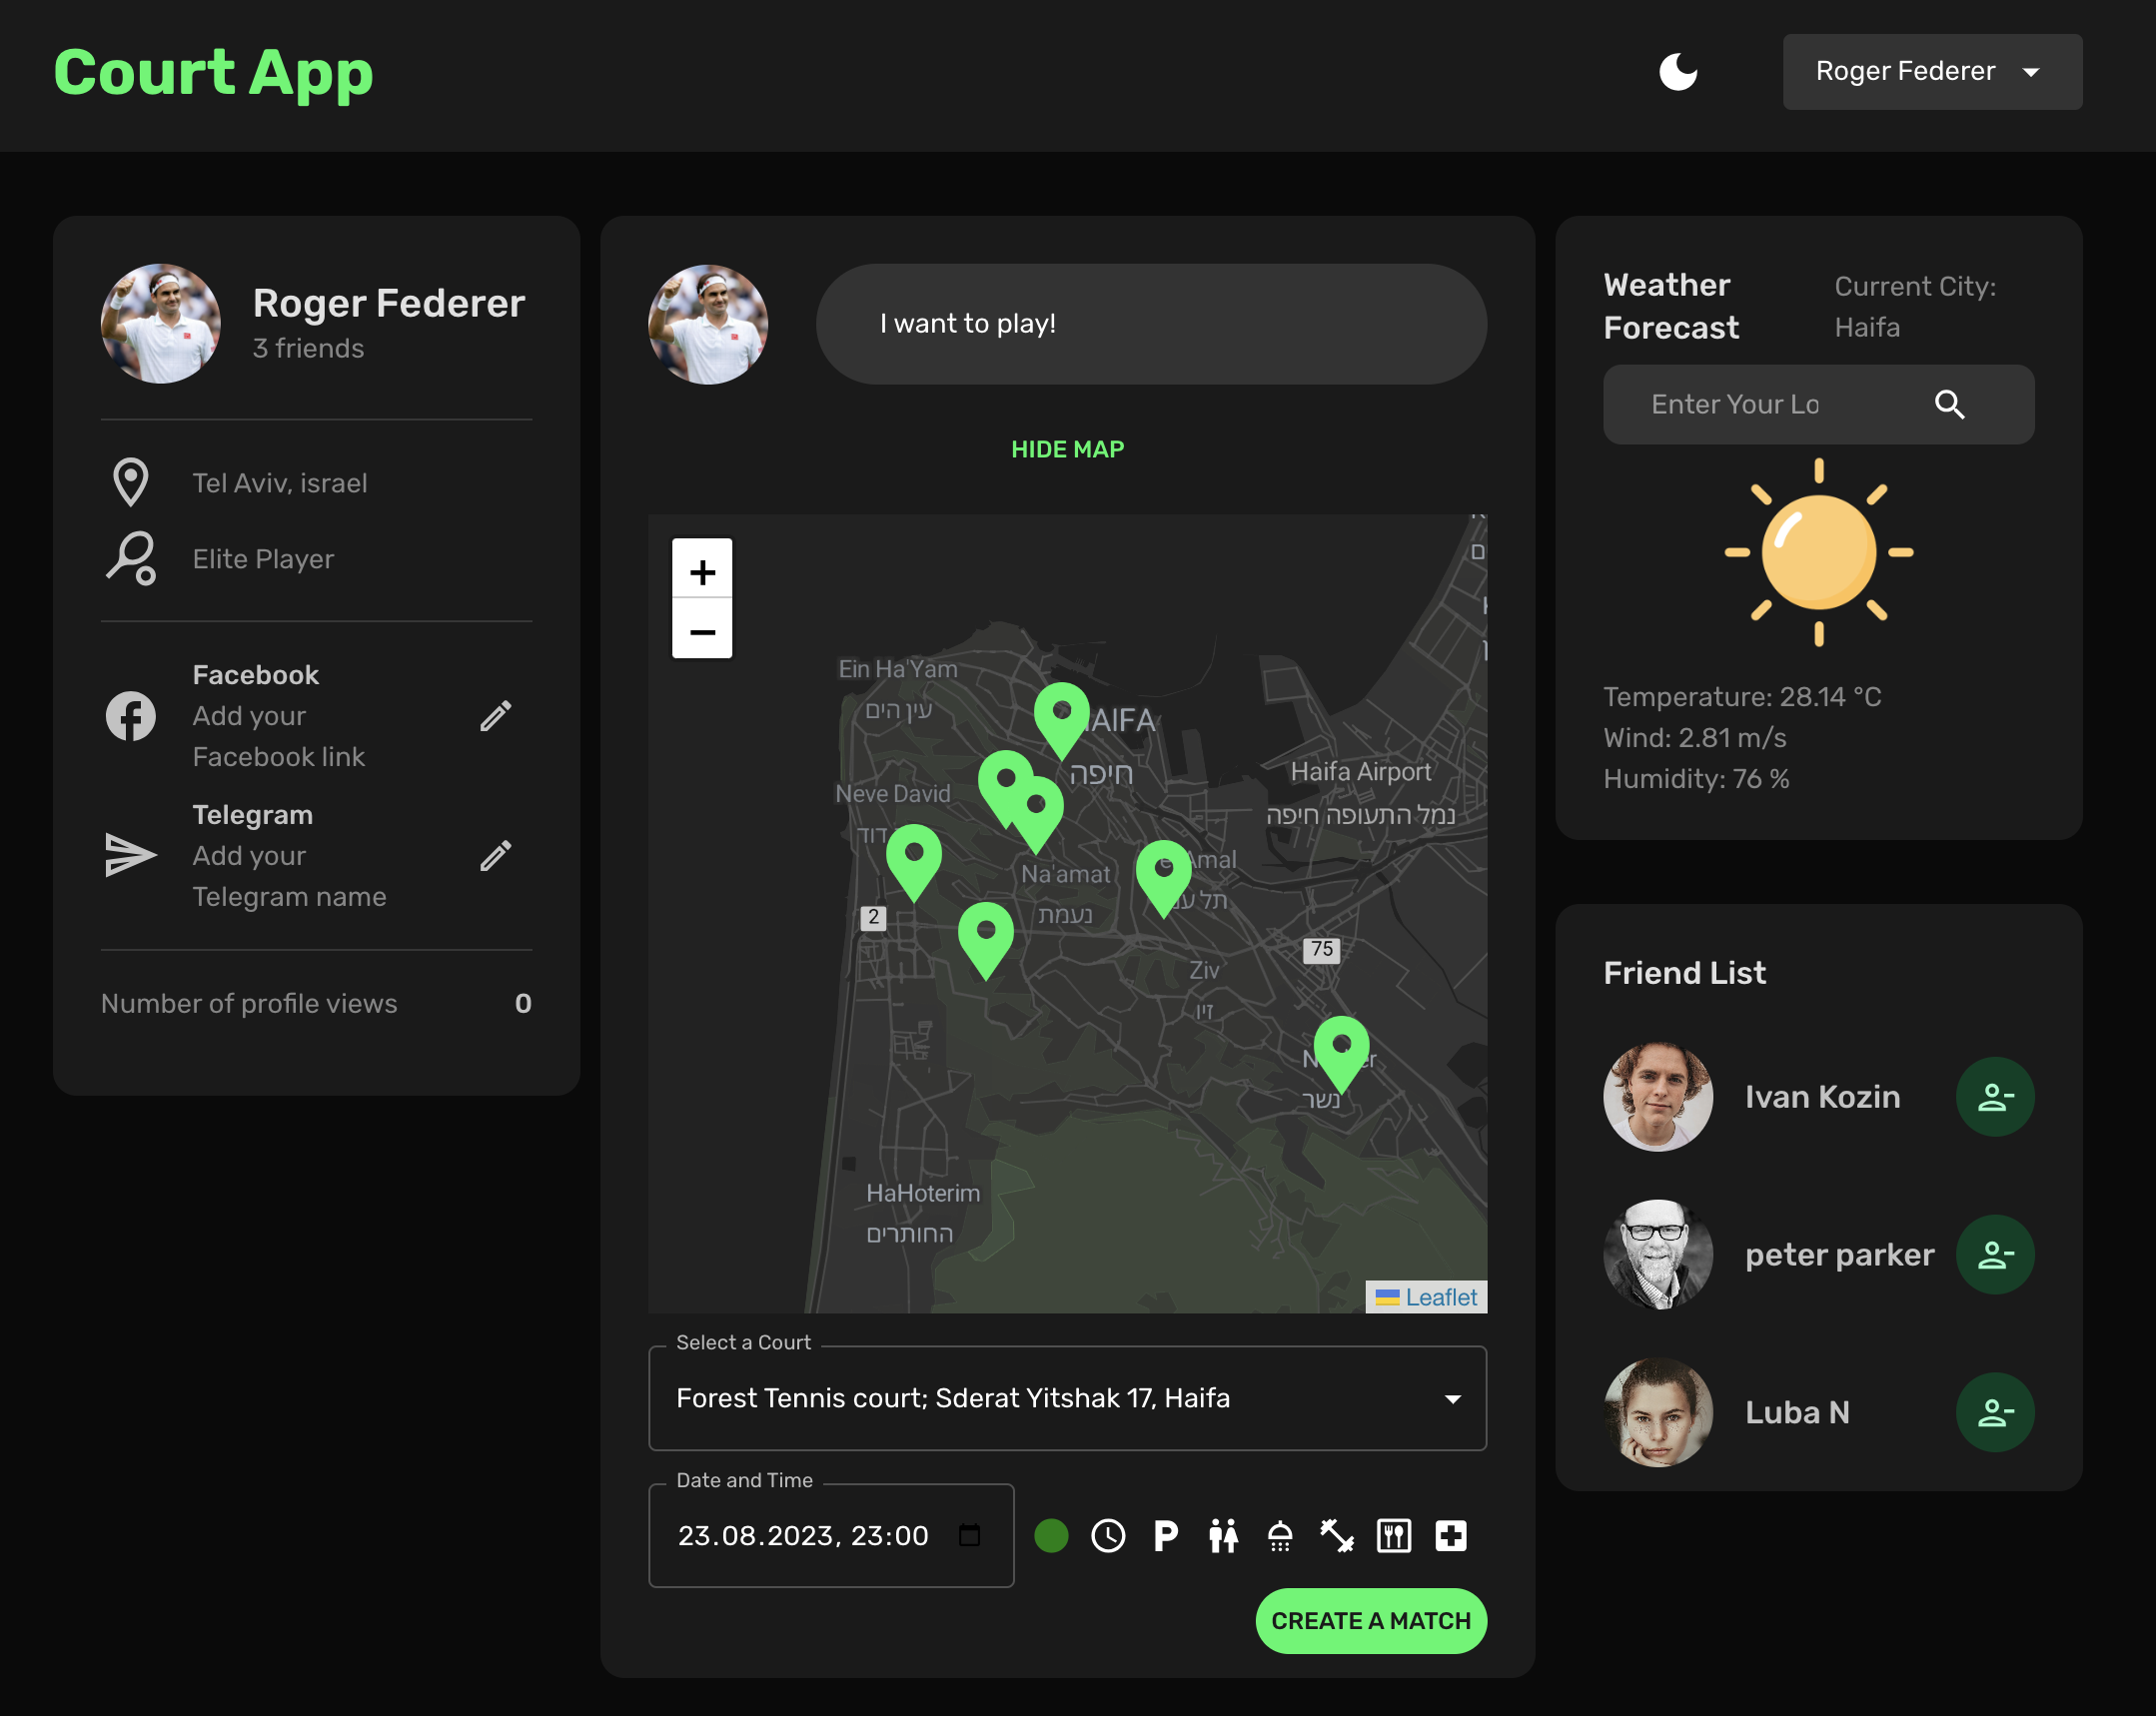 Court App
Roger Federer
Roger Federer
3 friends
Tel Aviv, israel
Elite Player
Facebook
Add your
Facebook link
Telegram
Add your
Telegram name
Number of profile views 0
I want to play!
HIDE MAP
+
−
Ein Ha'Yam
עין הים
AIFA
חיפה
Neve David
דוד
Haifa Airport
נמל התעופה חיפה
Na'amat
נעמת
Amal
תל
2
75
Ziv
זיו
נשר
HaHoterim
החותרים
Leaflet
Select a Court
Forest Tennis court; Sderat Yitshak 17, Haifa
Date and Time
23.08.2023, 23:00
P
CREATE A MATCH
Weather
Forecast
Current City:
Haifa
Enter Your Lo
Temperature: 28.14 °C
Wind: 2.81 m/s
Humidity: 76 %
Friend List
Ivan Kozin
peter parker
Luba N